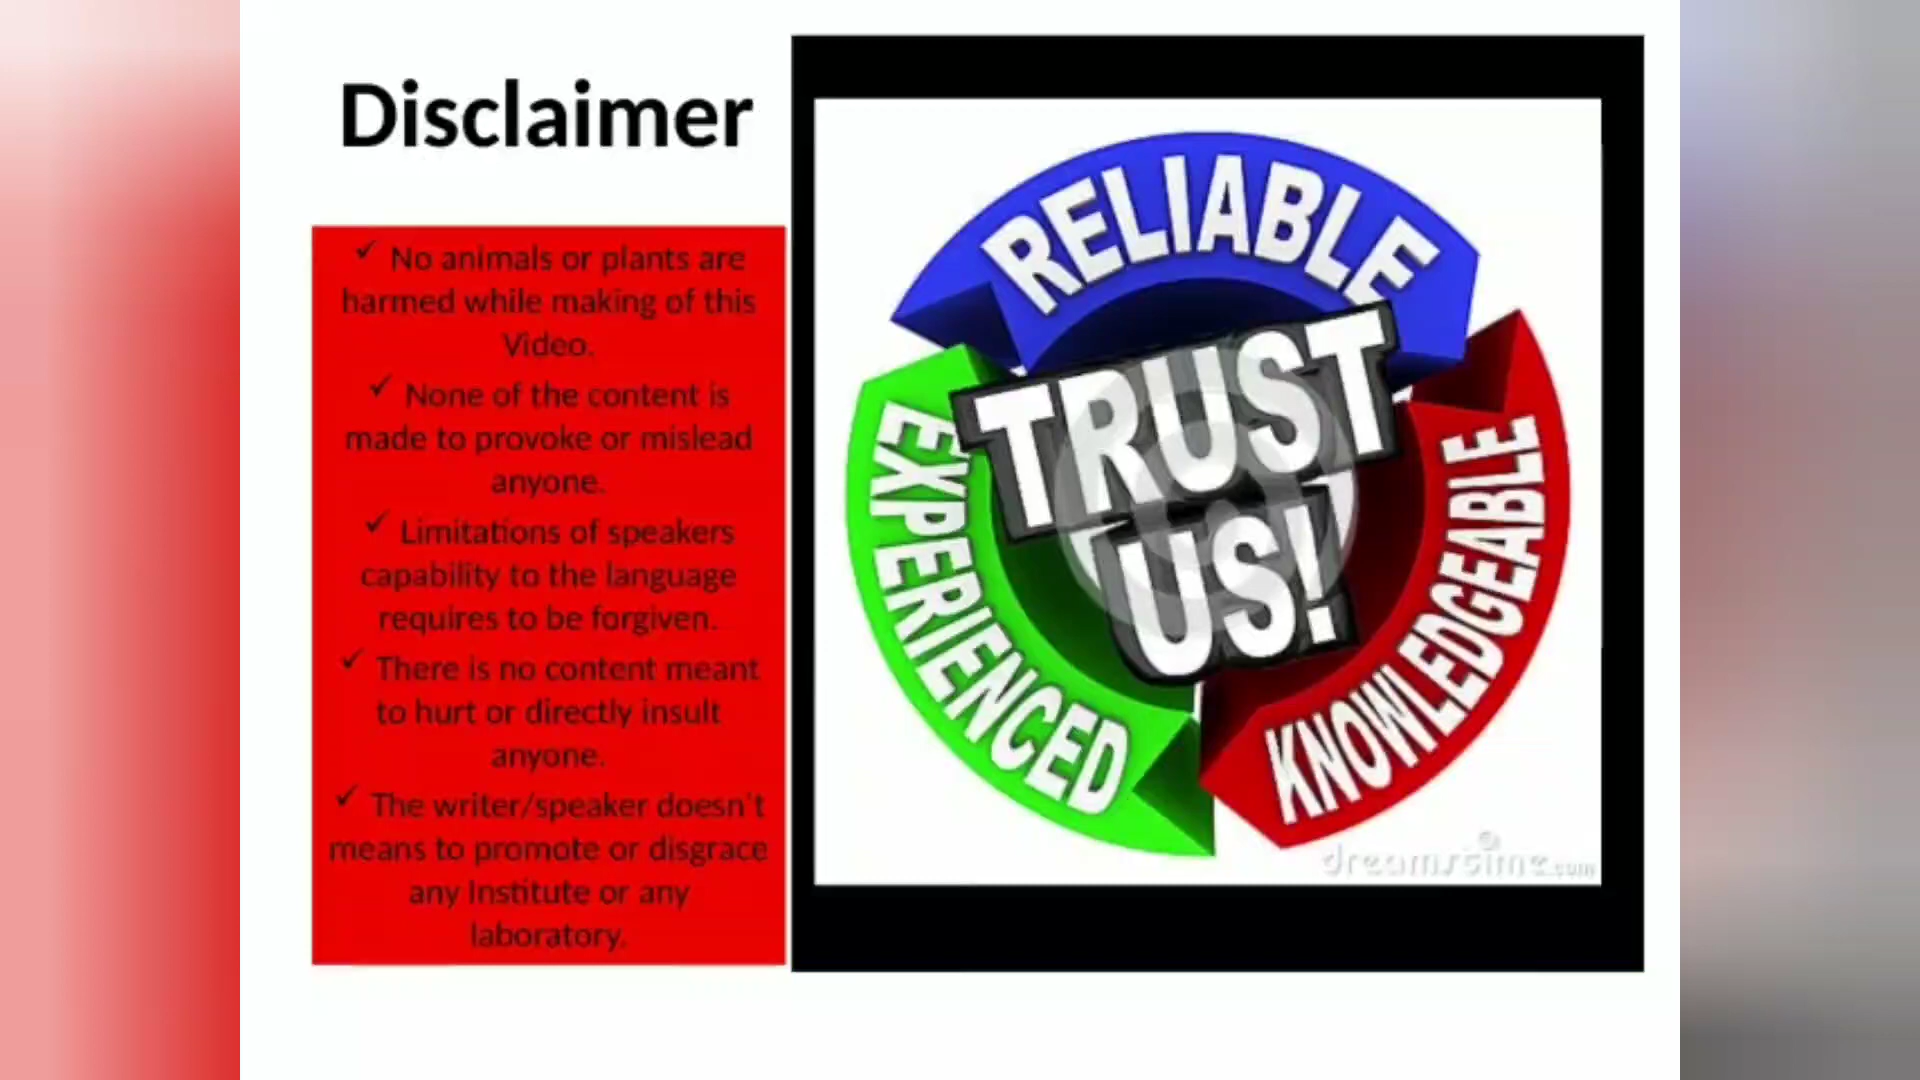 Disclaimer
✓ No animals or plants are
harmed while making of this
Video.
✓ None of the content is
made to provoke or mislead
anyone.
✓ Limitations of speakers
capability to the language
requires to be forgiven.
✓ There is no content meant
to hurt or directly insult
anyone.
✓ The writer/speaker doesn't
means to promote or disgrace
any Institute or any
laboratory.
RELIABLE
TRUST
US!
EXPERIENCED
KNOWLEDGEABLE
dreamstime.com